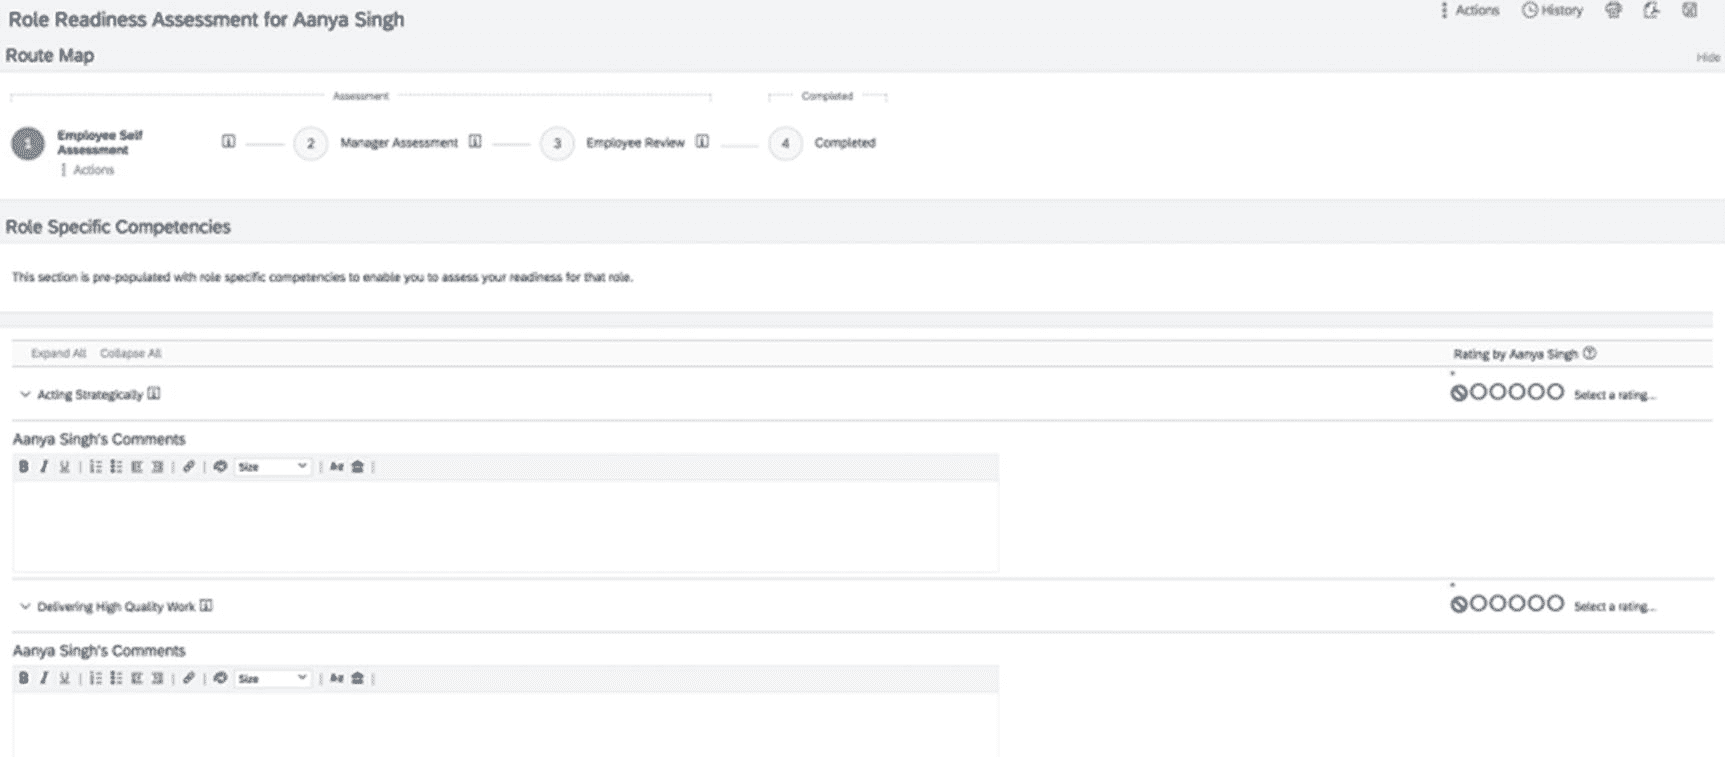 Role Readiness Assessment for Aanya Singh
Actions History
Route Map
Hide
Assessment Completed
1 Employee Self Assessment
2 Manager Assessment
3 Employee Review
4 Completed
Actions
Role Specific Competencies
This section is pre-populated with role specific competencies to enable you to assess your readiness for that role.
Expand All Collapse All
Rating by Aanya Singh
*
Acting Strategically
Select a rating...
Aanya Singh's Comments
B I U Size
*
Delivering High Quality Work
Select a rating...
Aanya Singh's Comments
B I U Size